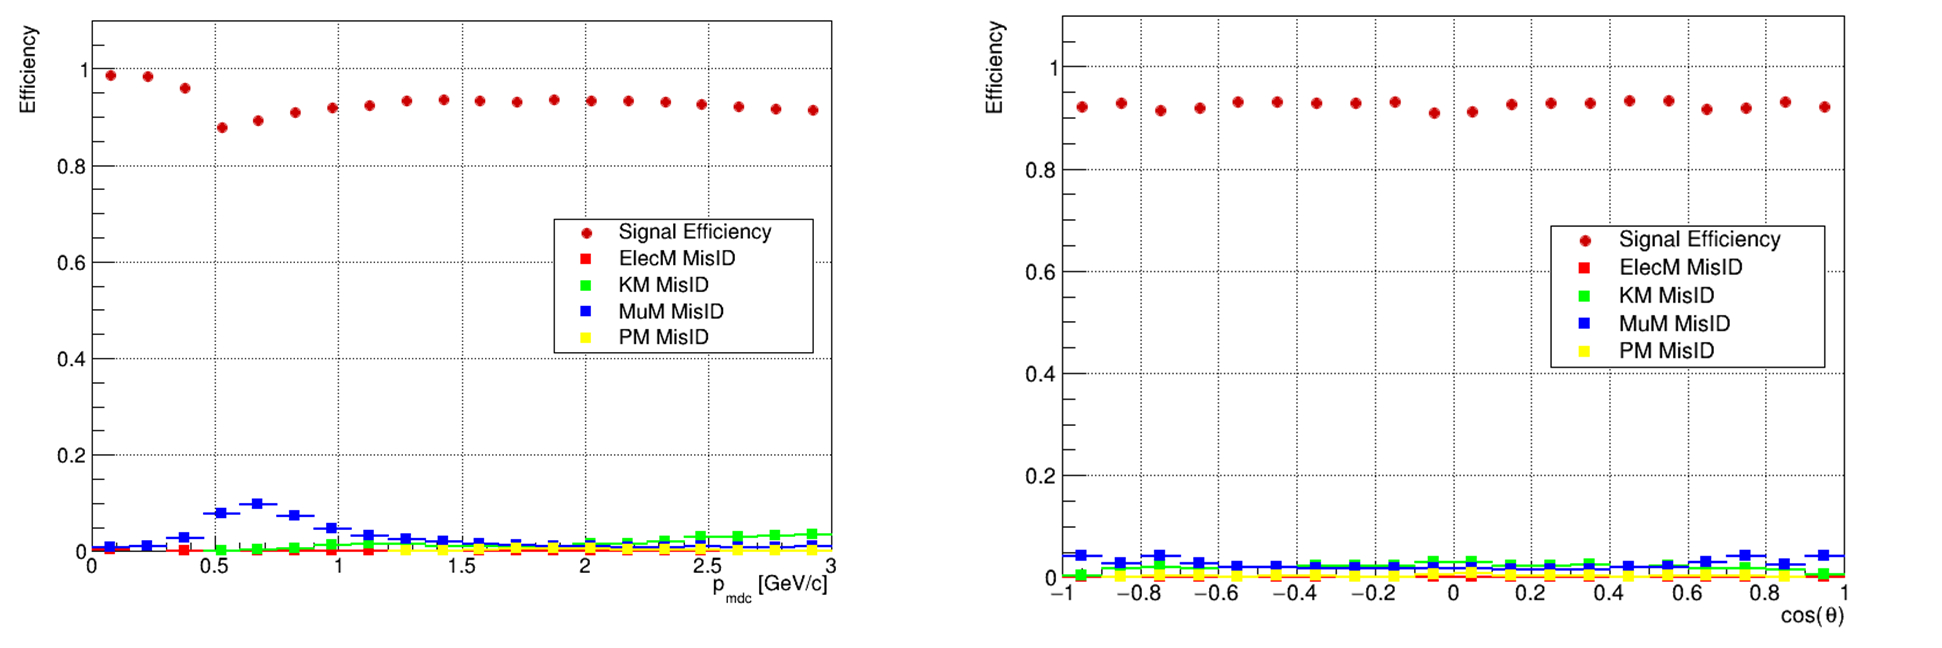 Efficiency
1
0.8
0.6
0.4
0.2
0
Signal Efficiency
ElecM MisID
KM MisID
MuM MisID
PM MisID
0 0.5 1 1.5 2 2.5 3
p mdc [GeV/c]
Efficiency
1
0.8
0.6
0.4
0.2
0
Signal Efficiency
ElecM MisID
KM MisID
MuM MisID
PM MisID
−1 −0.8 −0.6 −0.4 −0.2 0 0.2 0.4 0.6 0.8 1
cos(θ)